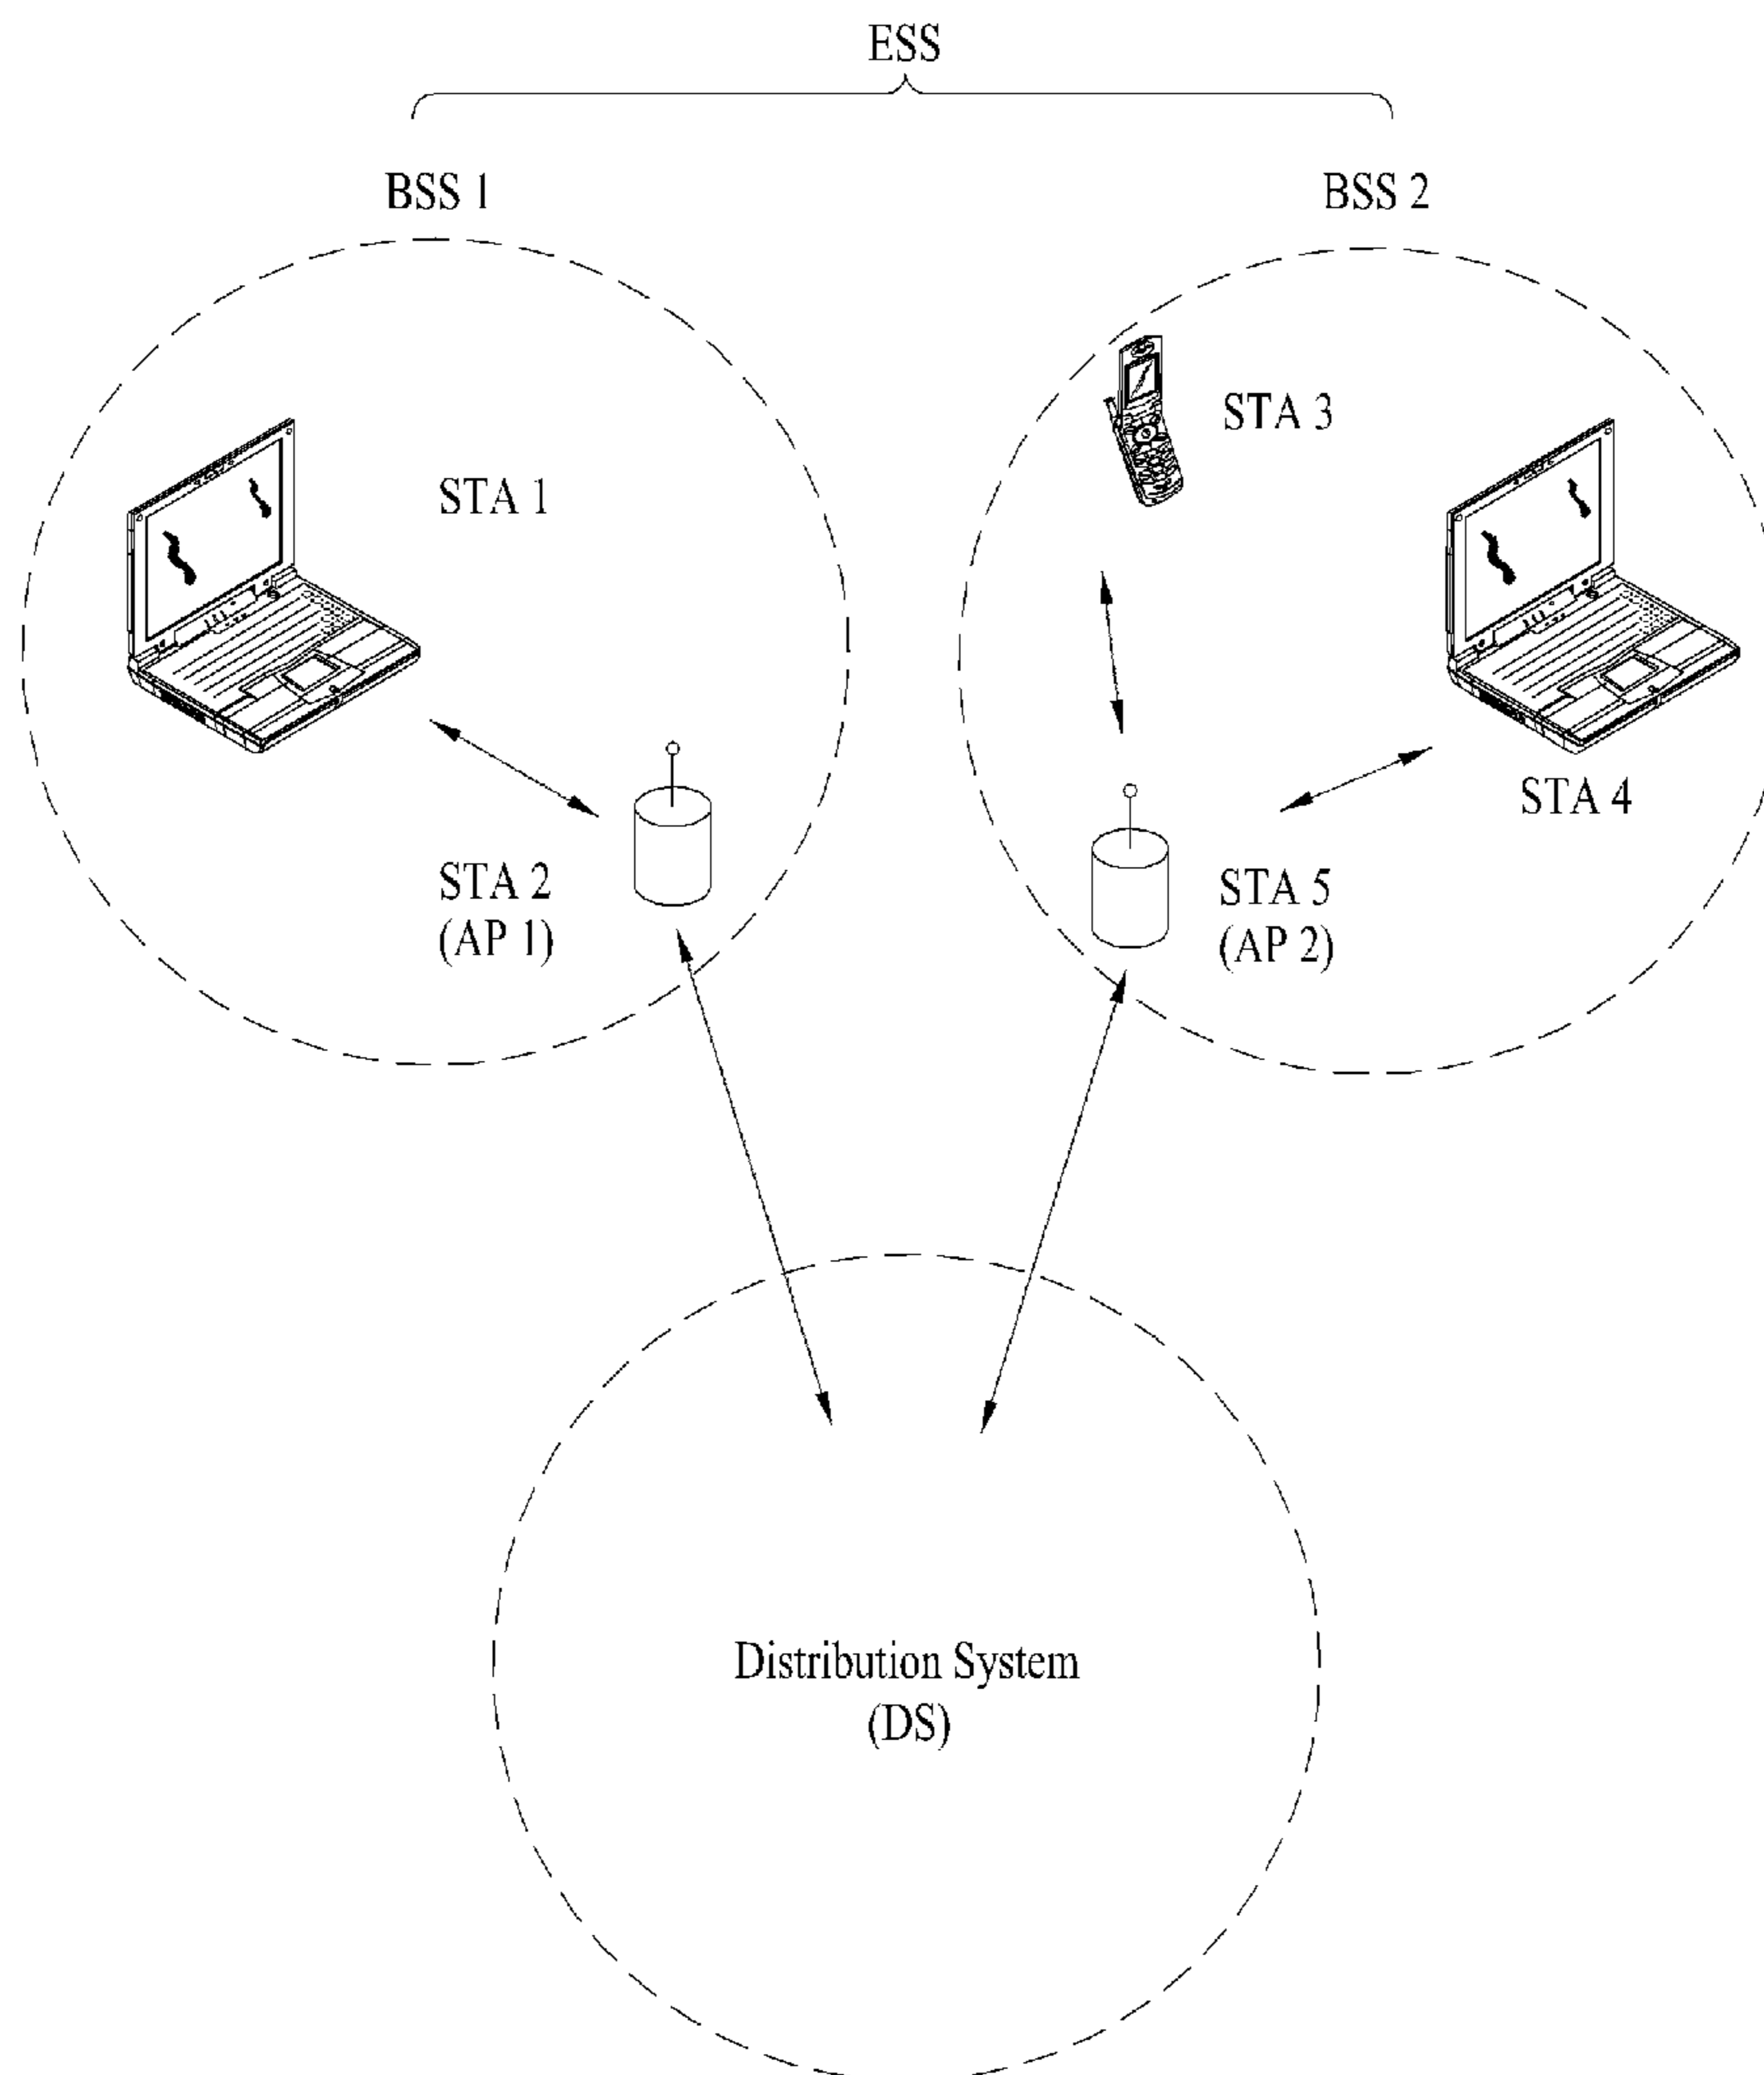 ESS
BSS 1
BSS 2
STA 3
STA 1
STA 4
STA 2
(AP 1)
STA 5
(AP 2)
Distribution System
(DS)